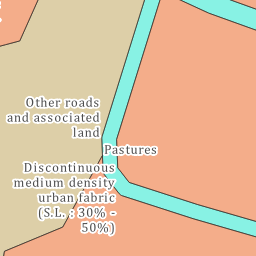 Other roads
and associated
land
Pastures
Discontinuous
medium density
urban fabric
(S.L. : 30% -
50%)